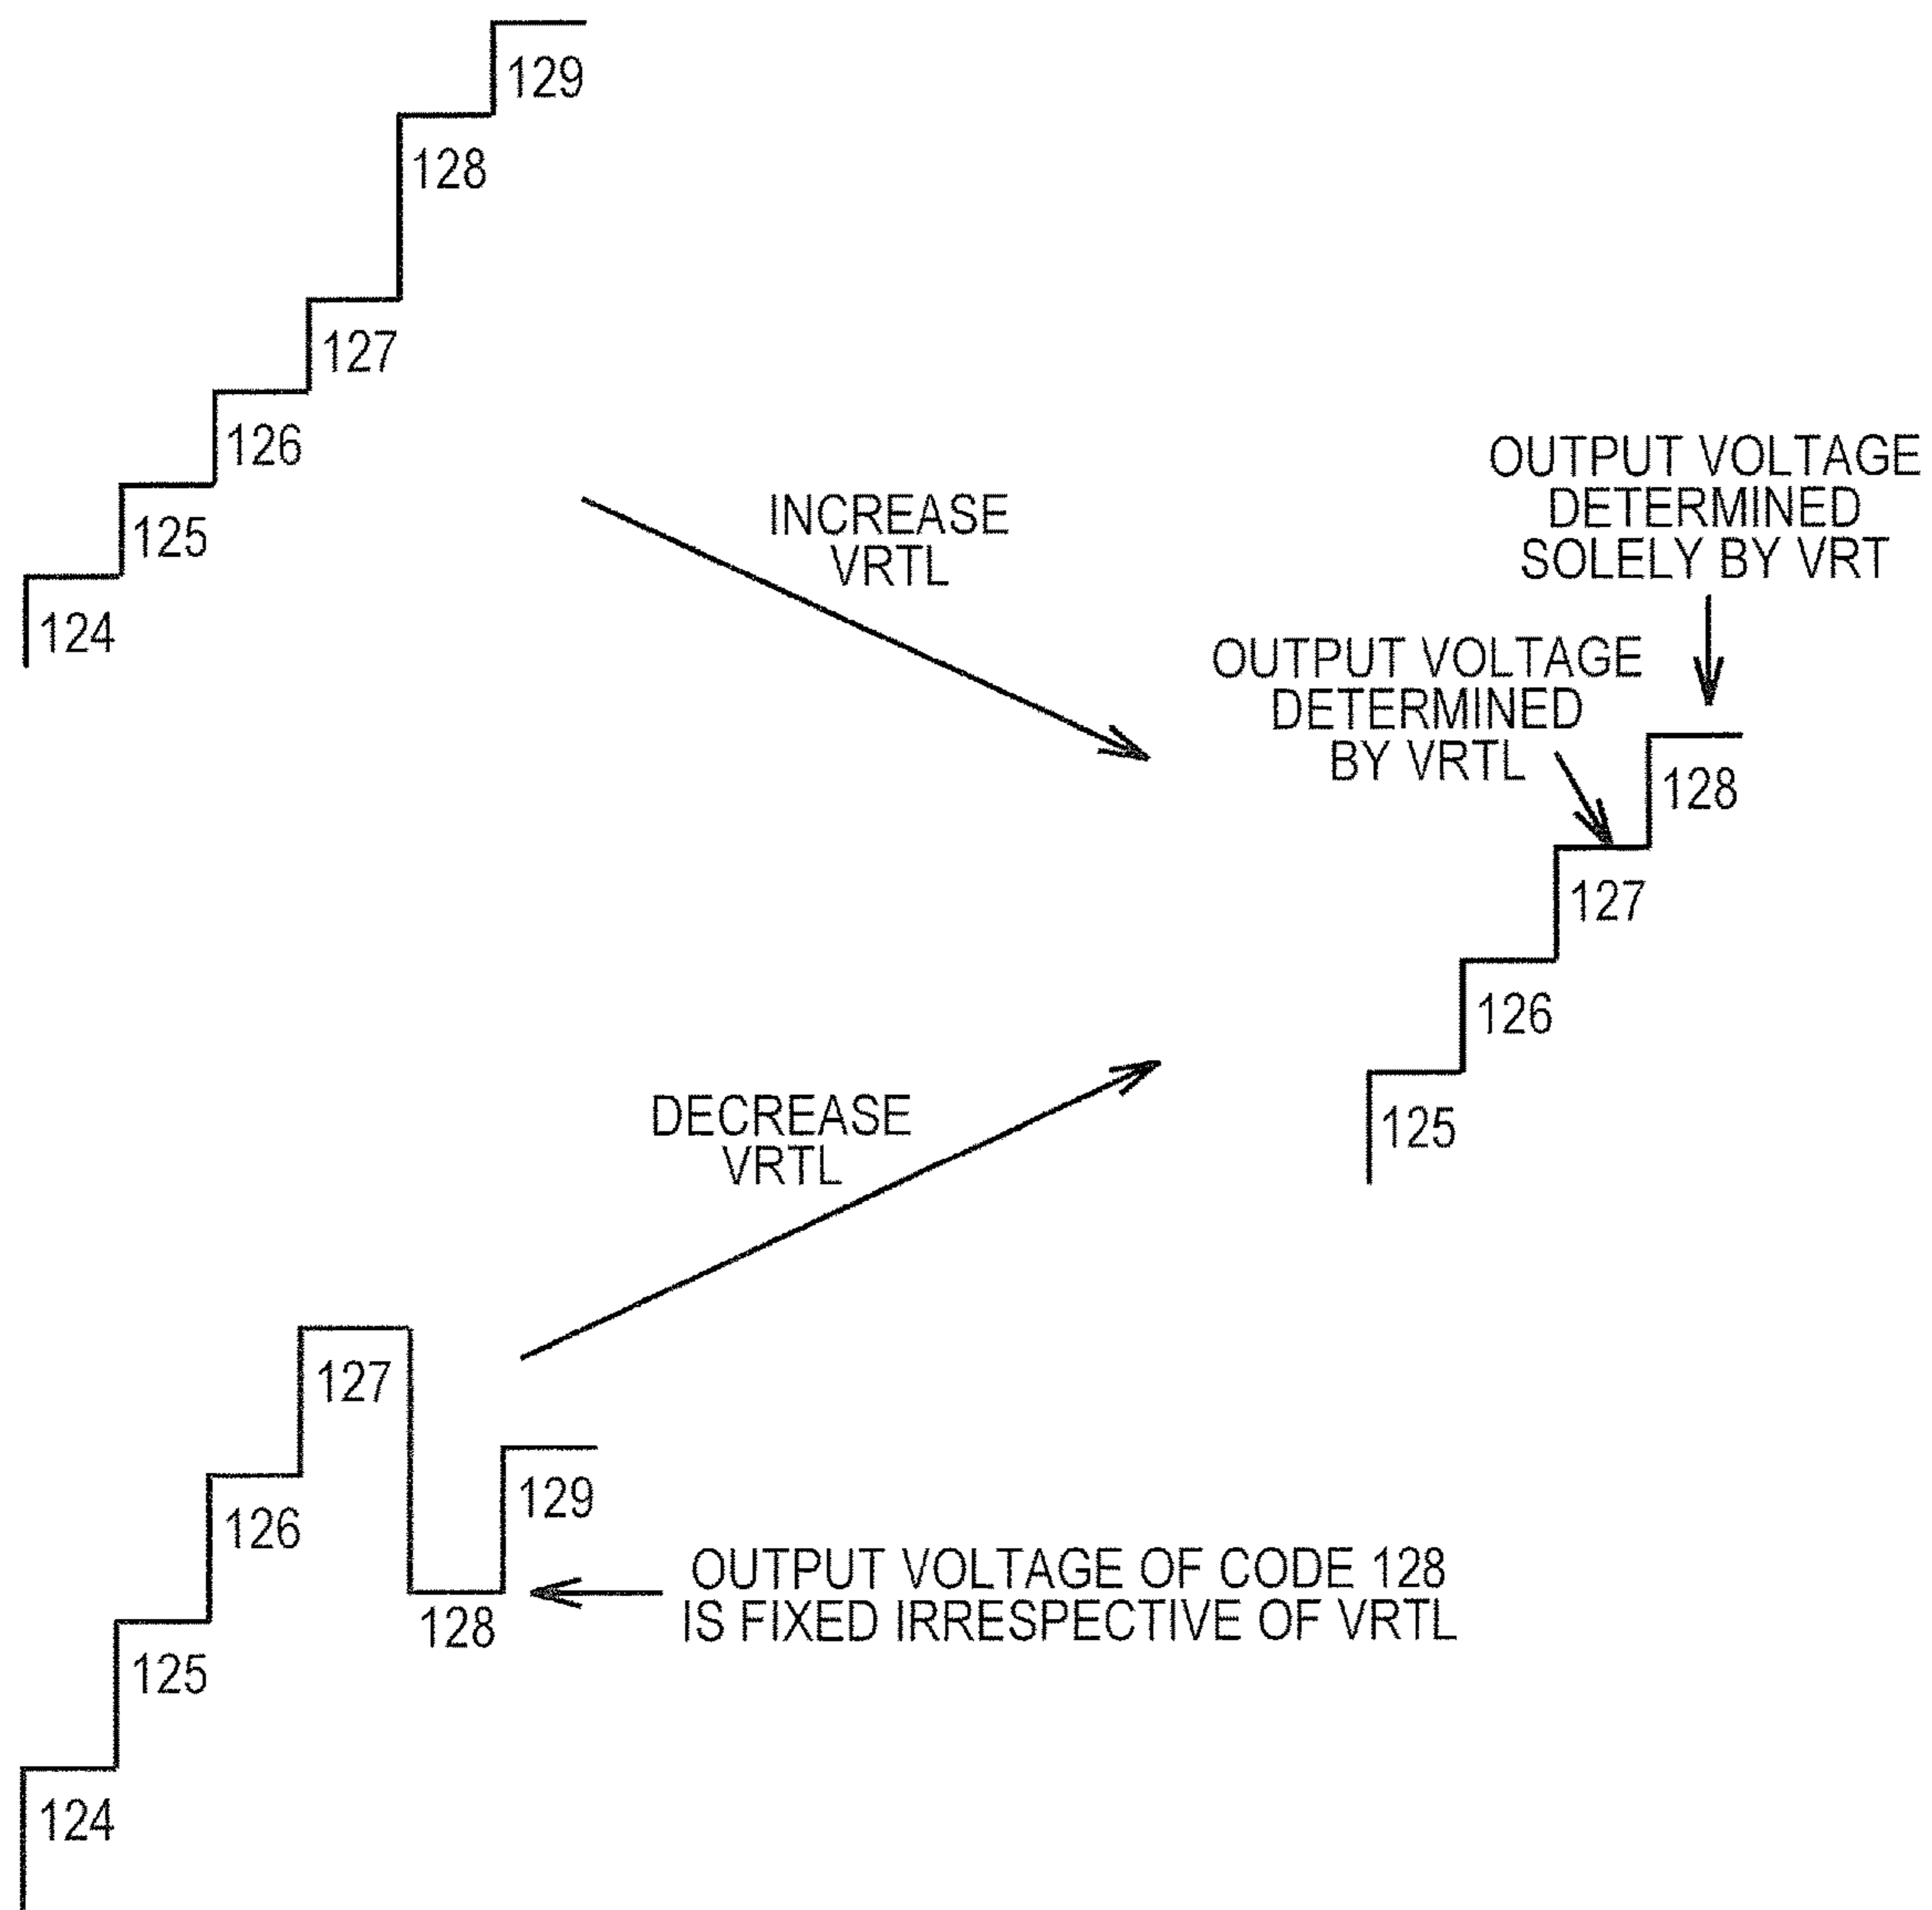 129
128
127
126
125
124
INCREASE
VRTL
OUTPUT VOLTAGE
DETERMINED
SOLELY BY VRT
OUTPUT VOLTAGE
DETERMINED
BY VRTL
128
127
126
125
DECREASE
VRTL
127
129
126
128
OUTPUT VOLTAGE OF CODE 128
IS FIXED IRRESPECTIVE OF VRTL
125
124